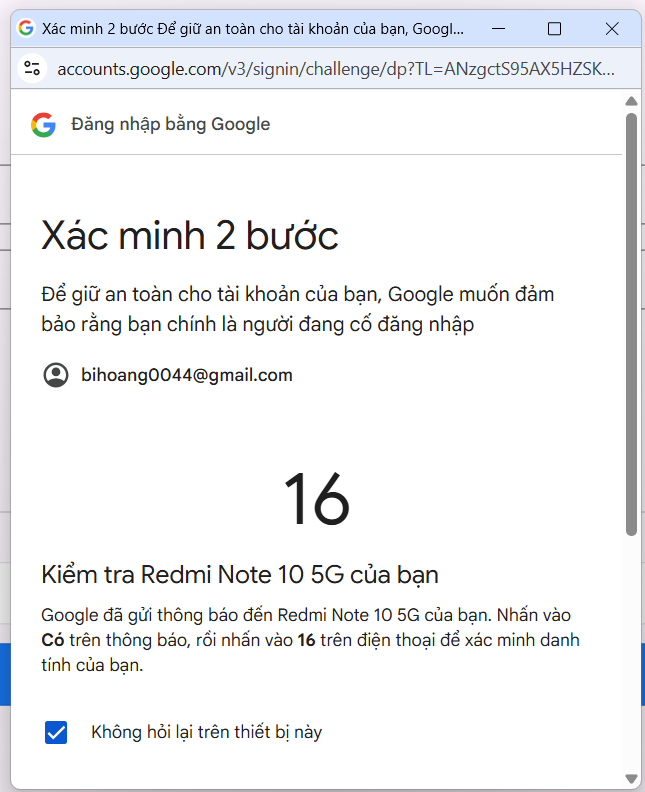 Xác minh 2 bước Để giữ an toàn cho tài khoản của bạn, Googl...
accounts.google.com/v3/signin/challenge/dp?TL=ANzgctS95AX5HZSK...
Đăng nhập bằng Google
Xác minh 2 bước
Để giữ an toàn cho tài khoản của bạn, Google muốn đảm
bảo rằng bạn chính là người đang cố đăng nhập
bihoang0044@gmail.com
16
Kiểm tra Redmi Note 10 5G của bạn
Google đã gửi thông báo đến Redmi Note 10 5G của bạn. Nhấn vào
Có trên thông báo, rồi nhấn vào 16 trên điện thoại để xác minh danh
tính của bạn.
Không hỏi lại trên thiết bị này